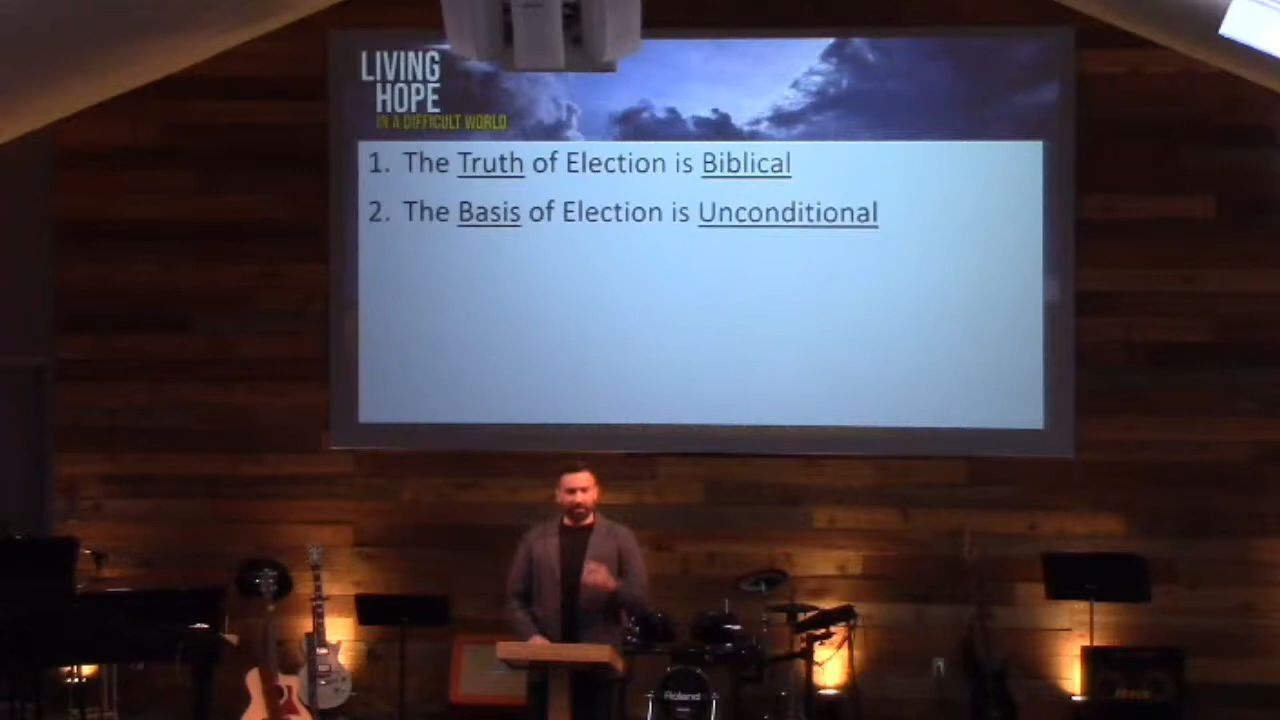 LIVING
HOPE
IN A DIFFICULT WORLD
1. The Truth of Election is Biblical
2. The Basis of Election is Unconditional
Roland